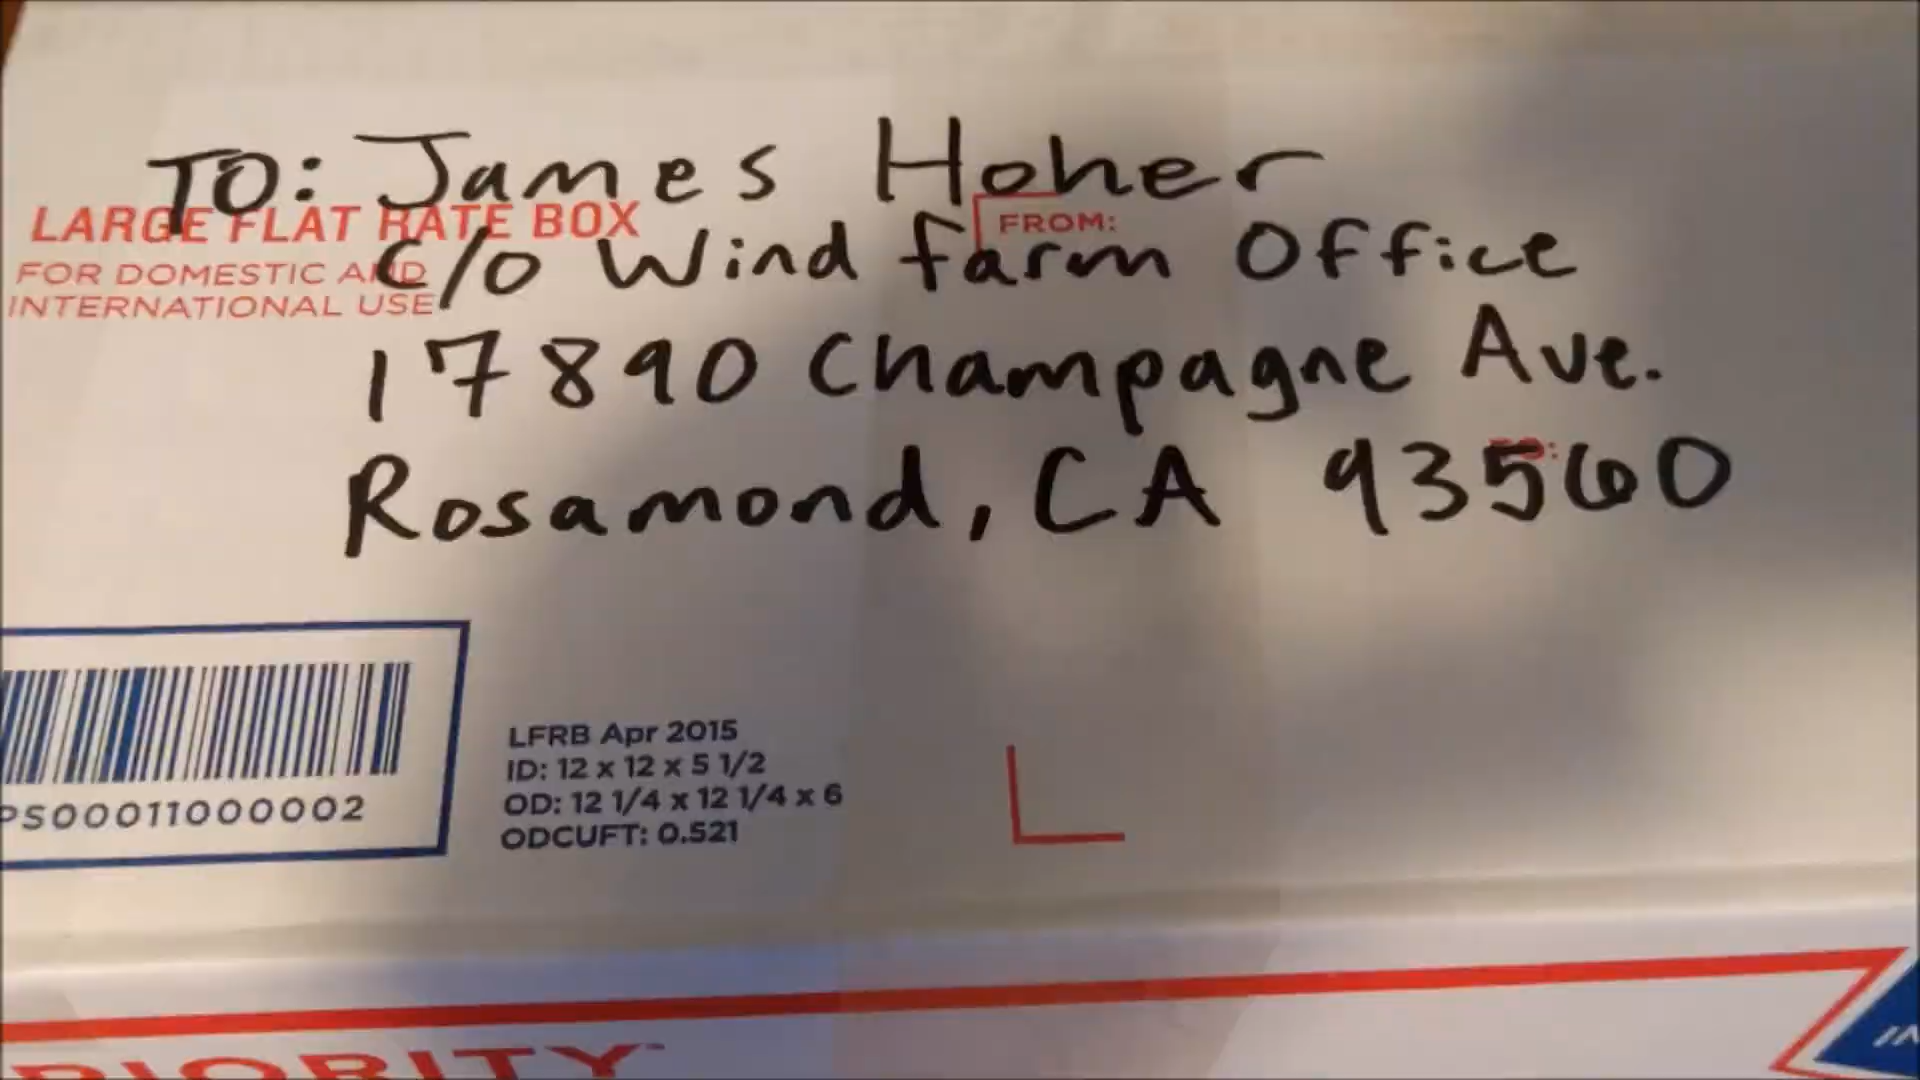 TO: James Hoher
LARGE FLAT RATE BOX
FROM:
c/o Wind farm Office
FOR DOMESTIC AND
INTERNATIONAL USE
17890 Champagne Ave.
Rosamond, CA 93560
PS00011000002
LFRB Apr 2015
ID: 12 x 12 x 5 1/2
OD: 12 1/4 x 12 1/4 x 6
ODCUFT: 0.521
RIORITY